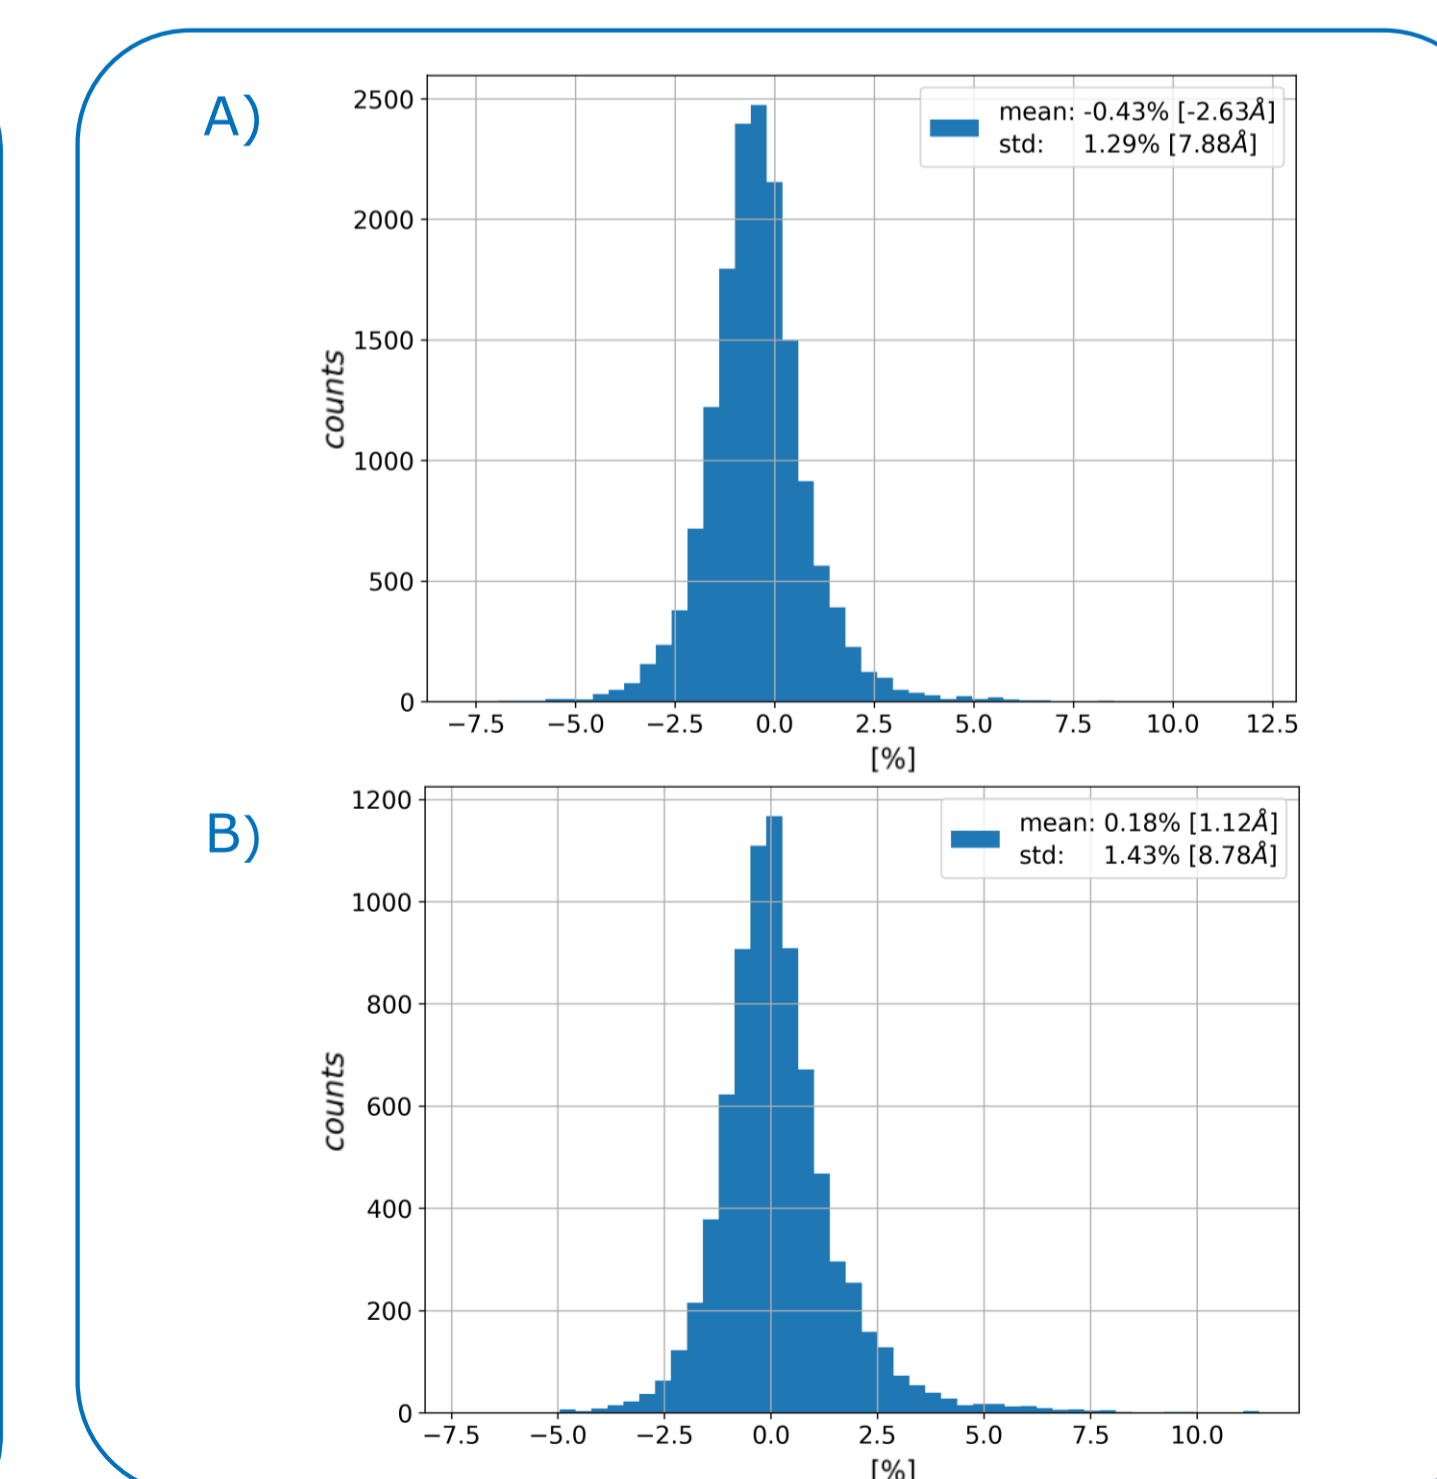 A)
2500
2000
1500
1000
500
0
counts
mean: -0.43% [-2.63Å]
std: 1.29% [7.88Å]
−7.5 −5.0 −2.5 0.0 2.5 5.0 7.5 10.0 12.5
[%]
B)
1200
1000
800
600
400
200
0
counts
mean: 0.18% [1.12Å]
std: 1.43% [8.78Å]
−7.5 −5.0 −2.5 0.0 2.5 5.0 7.5 10.0
[%]